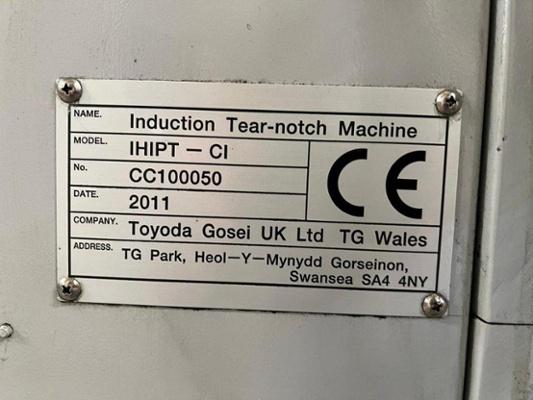 NAME. Induction Tear-notch Machine
MODEL. IHIPT - CI
No. CC100050
DATE. 2011
CE
COMPANY. Toyoda Gosei UK Ltd TG Wales
ADDRESS. TG Park, Heol-Y-Mynydd Gorseinon,
Swansea SA4 4NY